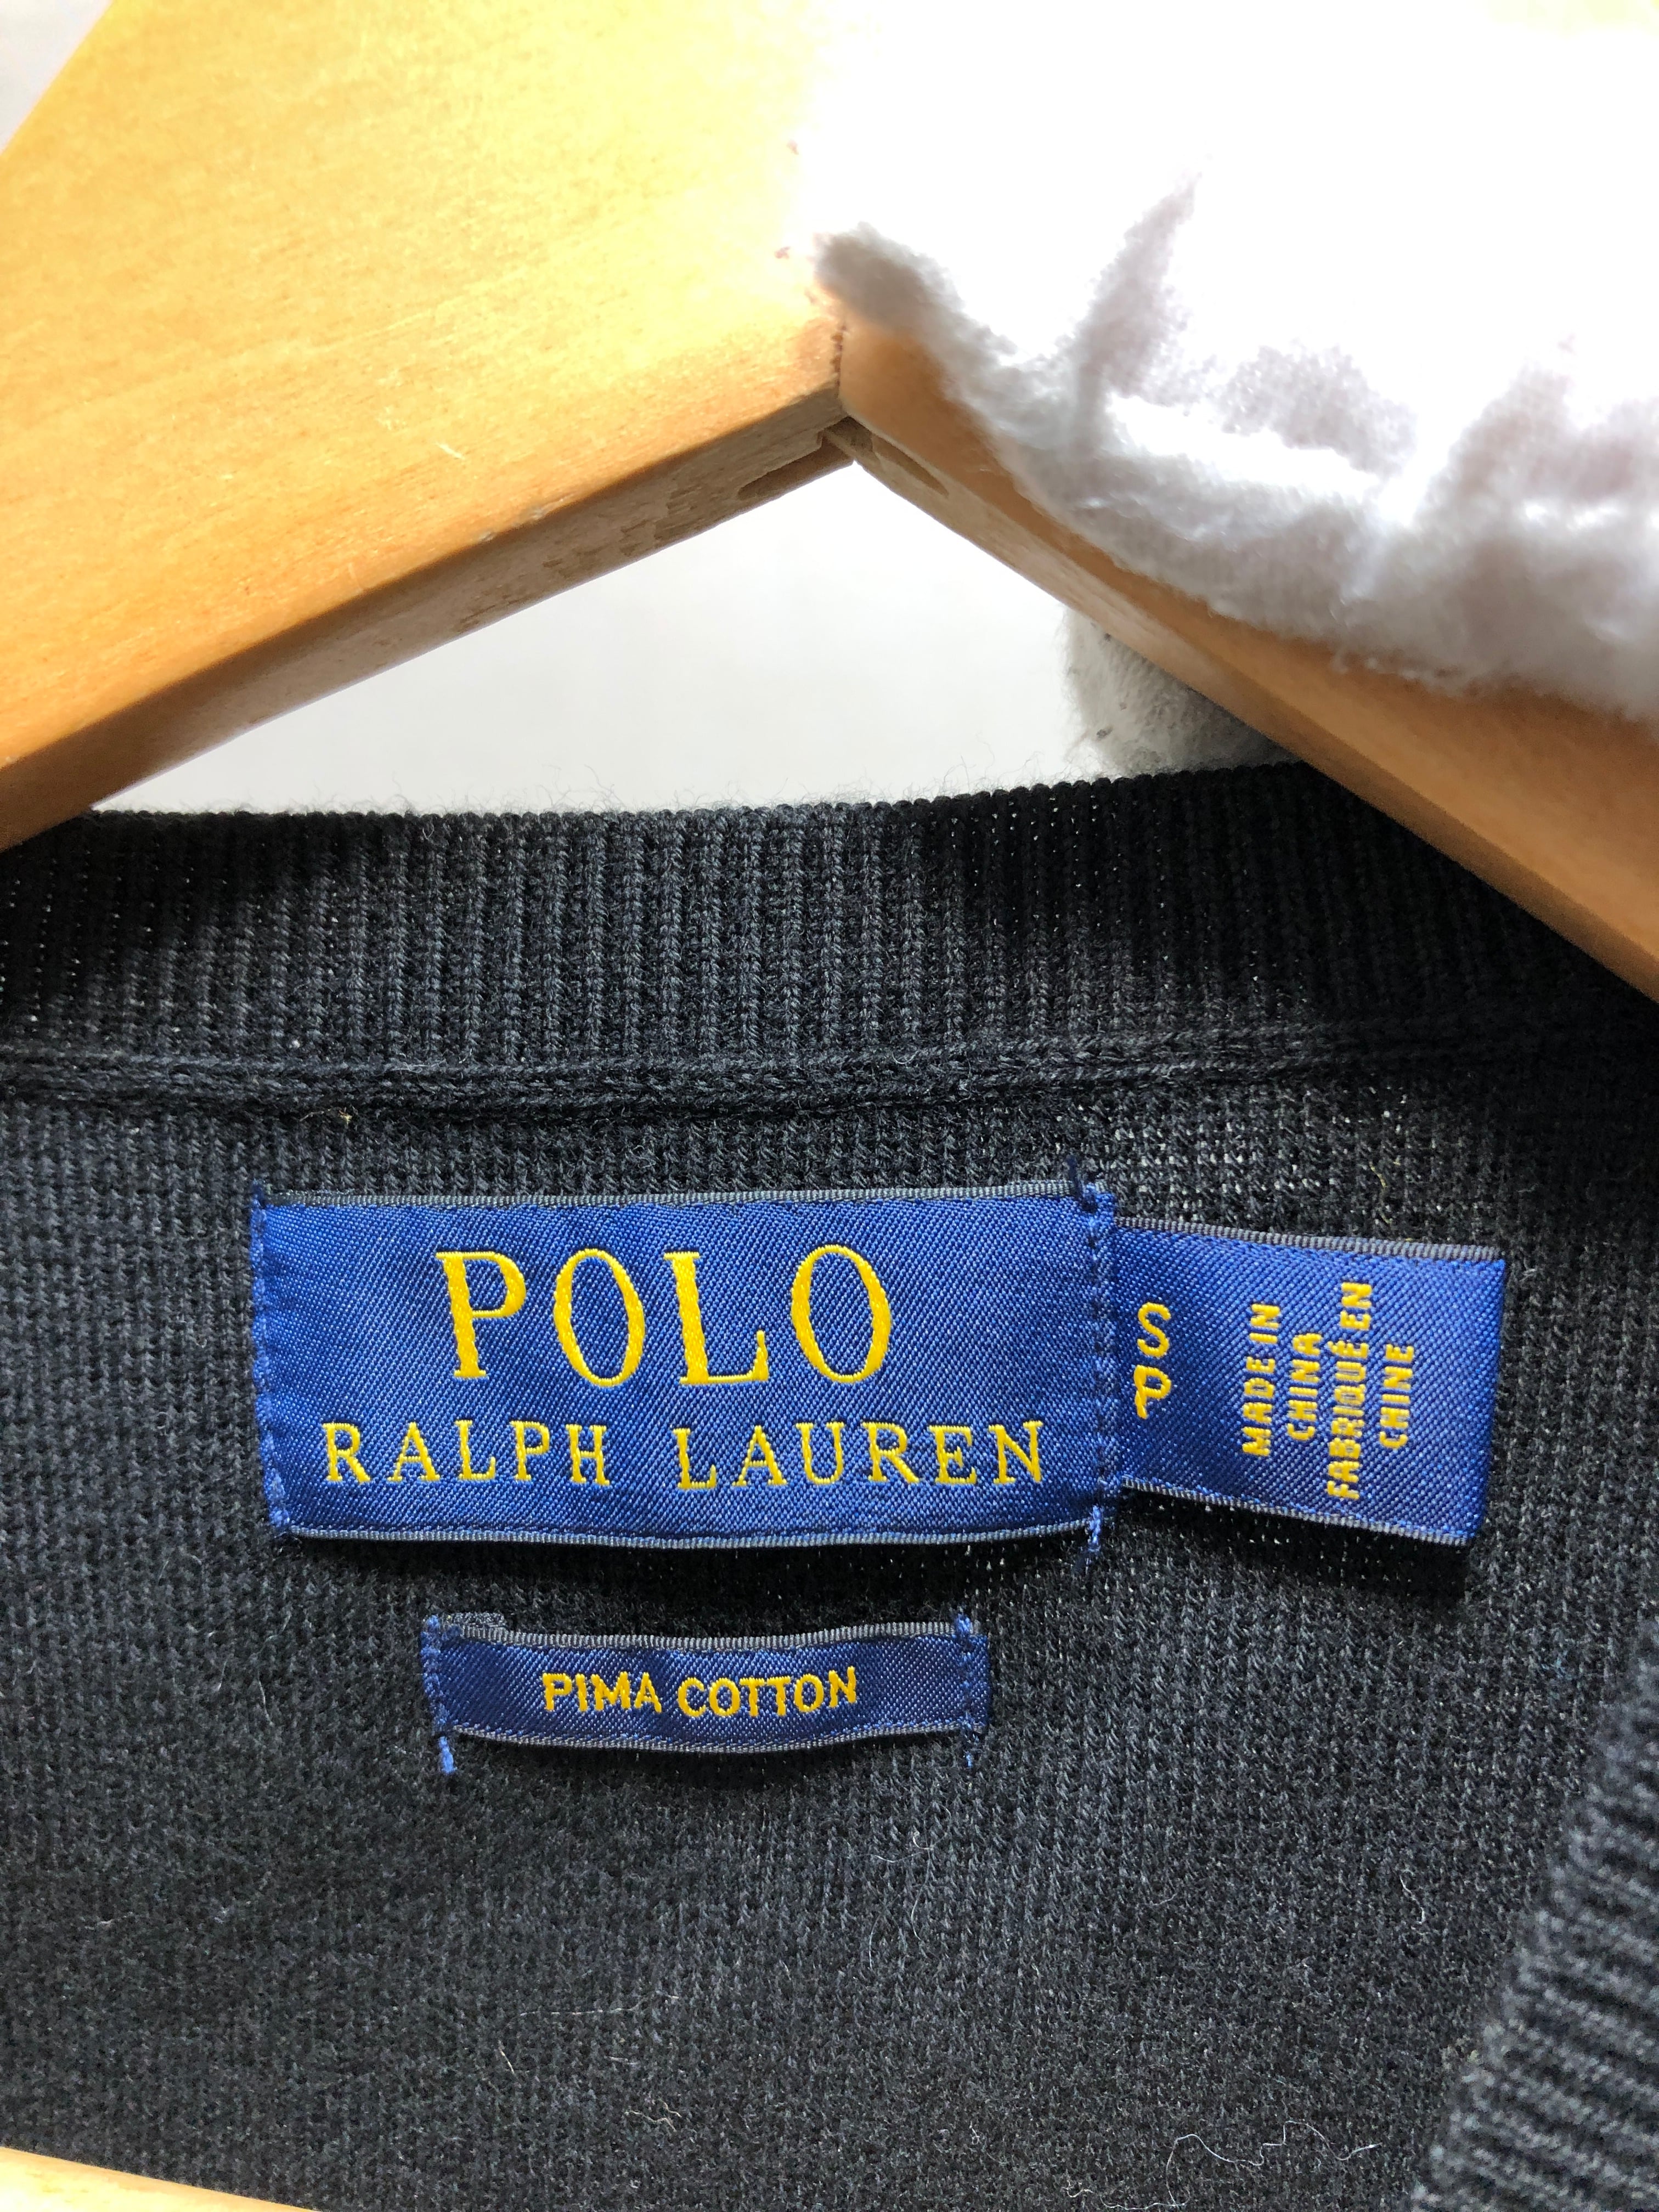 POLO
RALPH LAUREN
S
P
MADE IN
CHINA
FABRIQUÉ EN
CHINE
PIMA COTTON